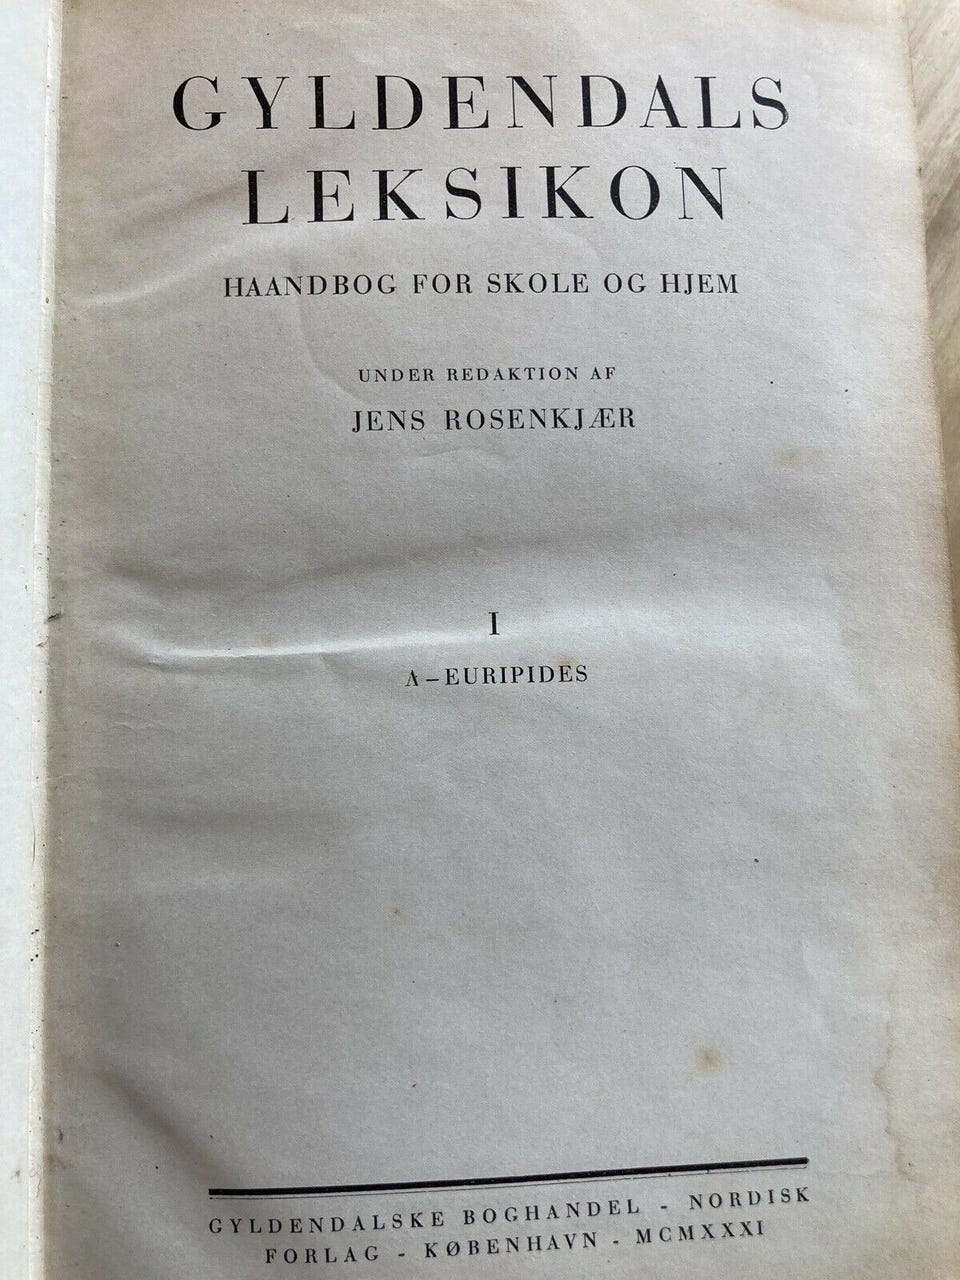 GYLDENDALS
LEKSIKON
HAANDBOG FOR SKOLE OG HJEM
UNDER REDAKTION AF
JENS ROSENKJÆR
I
A – EURIPIDES
GYLDENDALSKE BOGHANDEL - NORDISK
FORLAG - KØBENHAVN - MCMXXXI